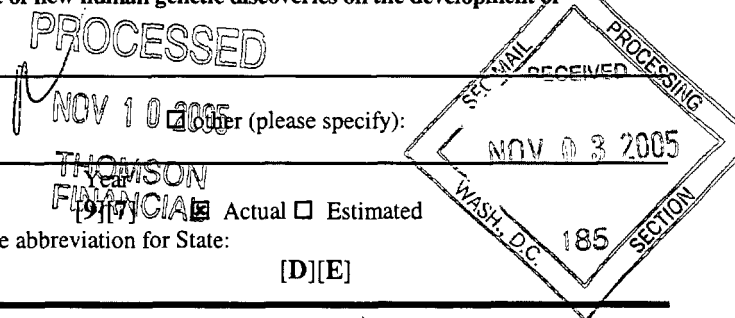 e of new human genetic discoveries on the development of
PROCESSED
NOV 10 2005
☐ other (please specify):
THOMSON
FINANCIAL
Year
[9][7] ☒ Actual ☐ Estimated
e abbreviation for State:
[D][E]
SEC MAIL
RECEIVED
PROCESSING
NOV 03 2005
WASH., D.C.
185
SECTION